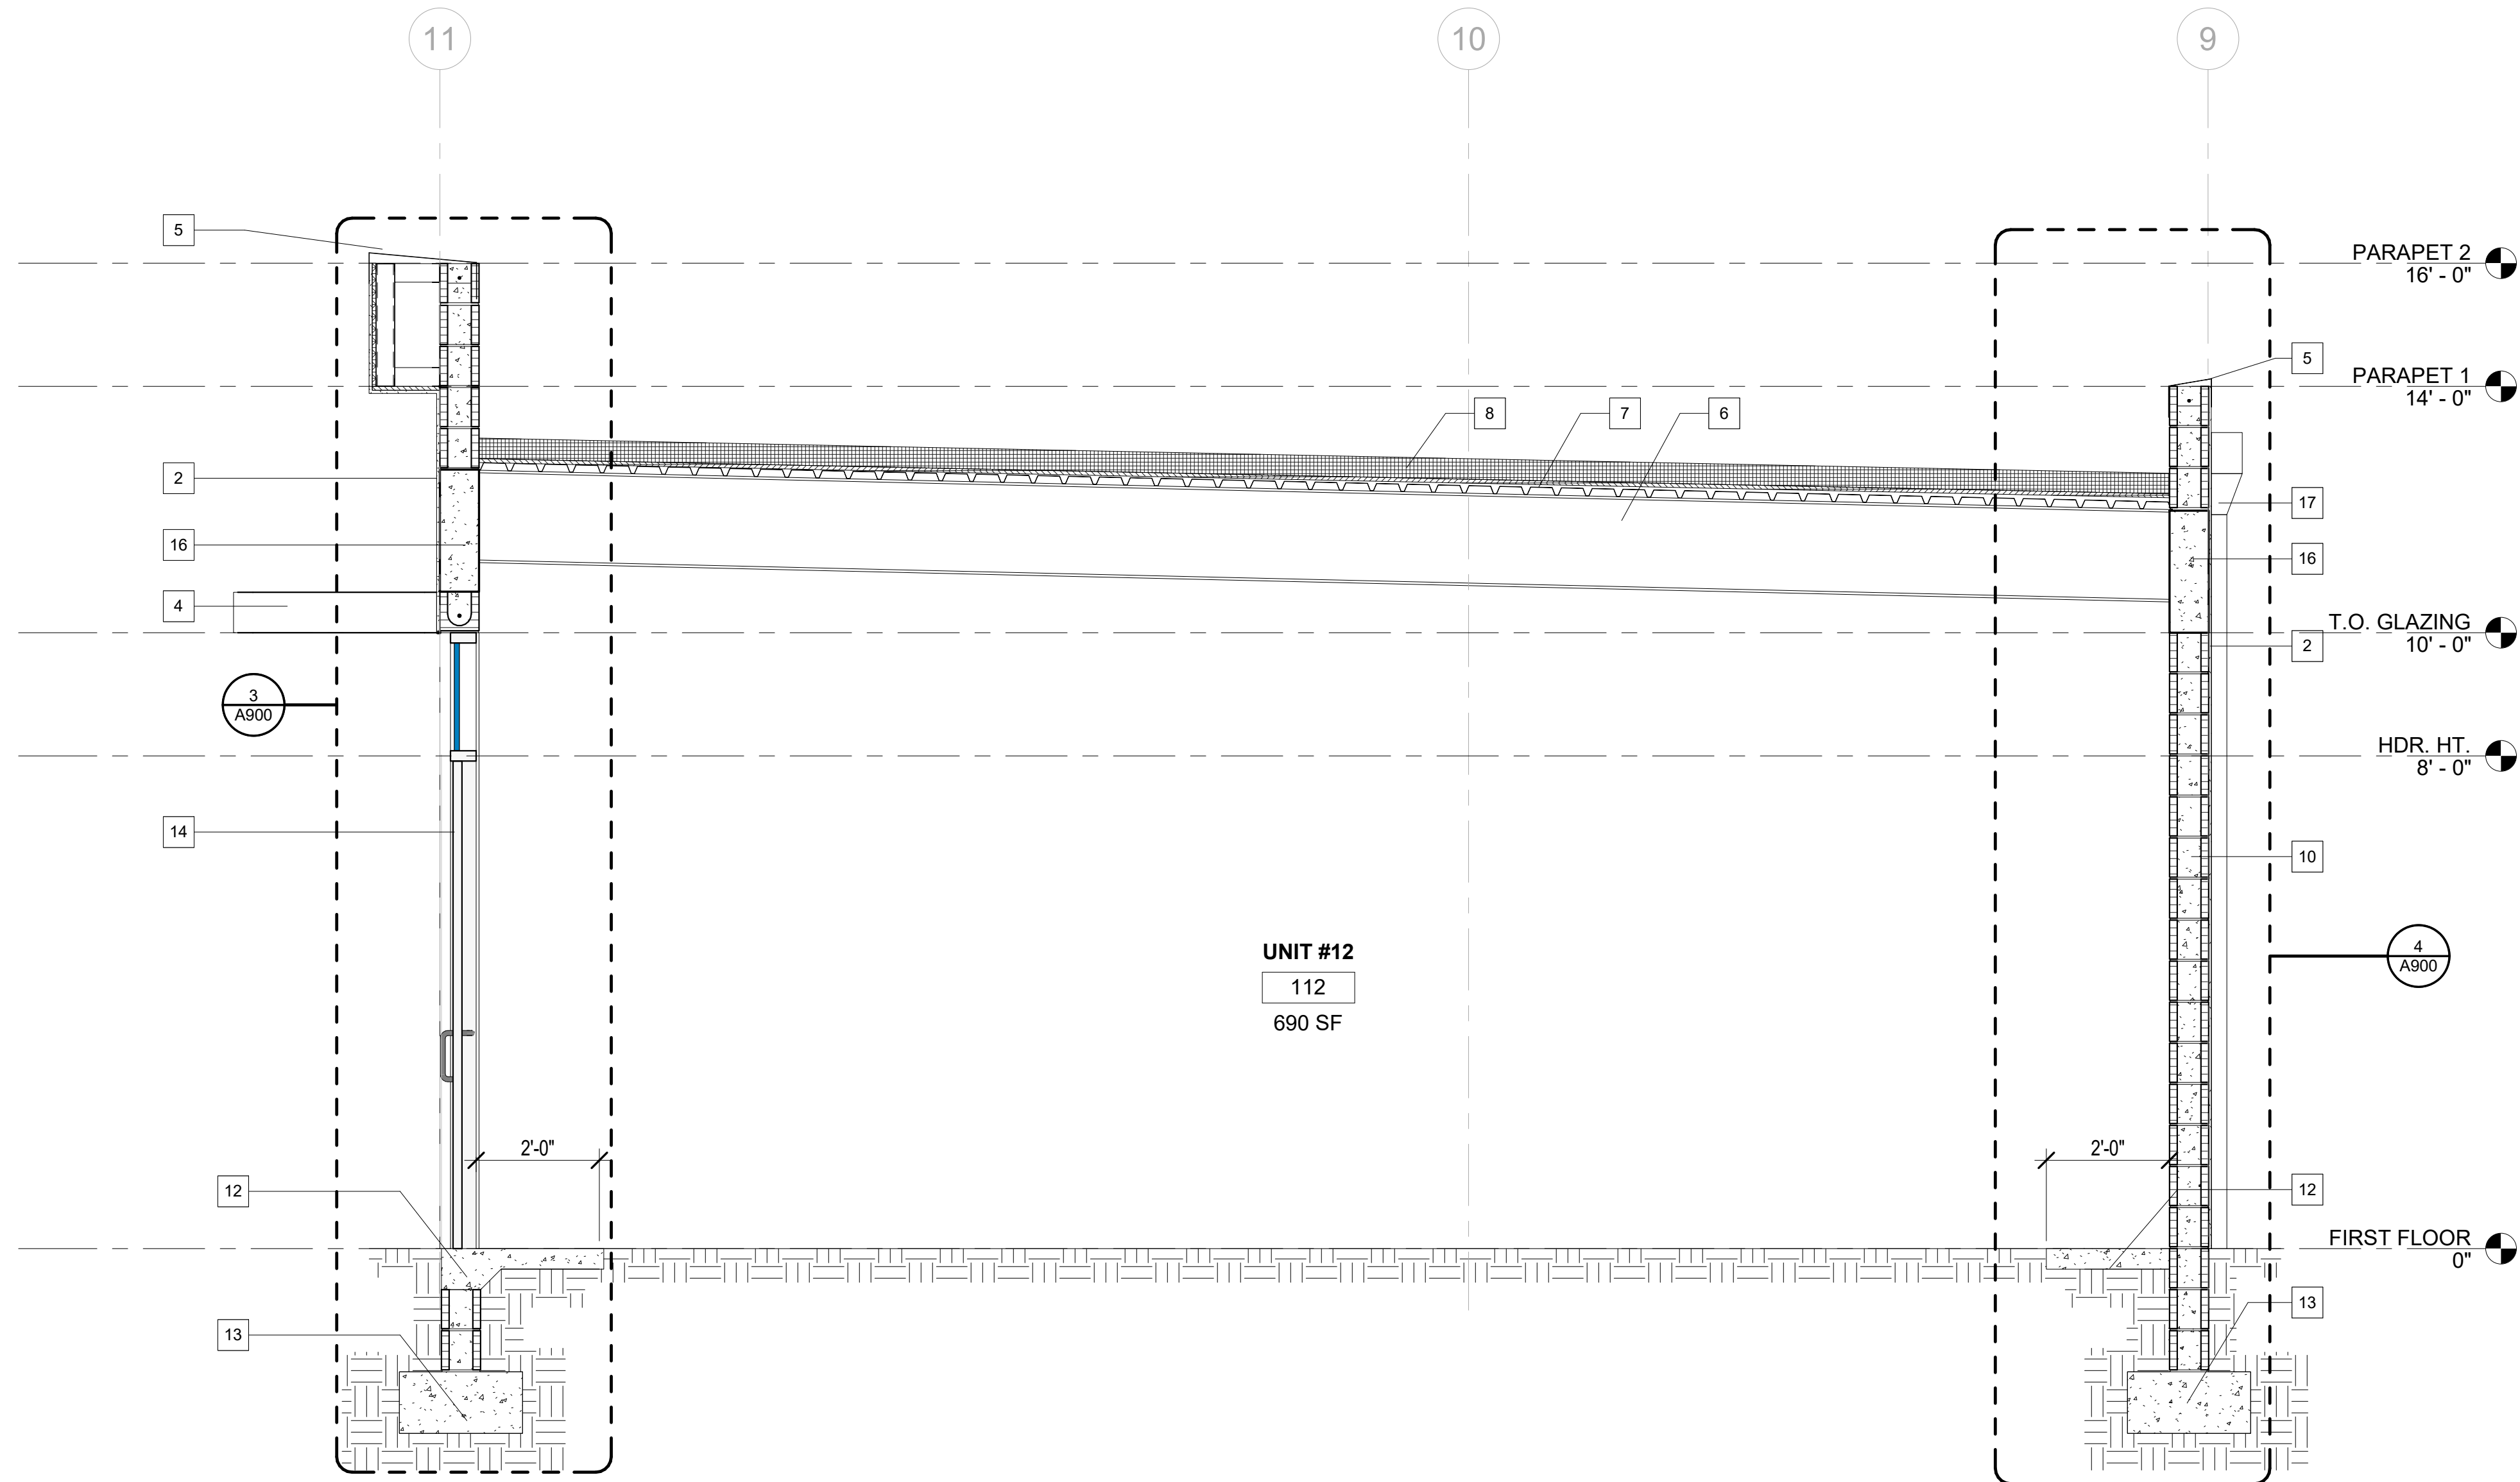 11
10
9
5
PARAPET 2
16' - 0"
5
PARAPET 1
14' - 0"
8
7
6
2
17
16
16
4
T.O. GLAZING
10' - 0"
2
3
A900
HDR. HT.
8' - 0"
14
10
UNIT #12
112
690 SF
4
A900
2'-0"
2'-0"
12
12
FIRST FLOOR
0"
13
13